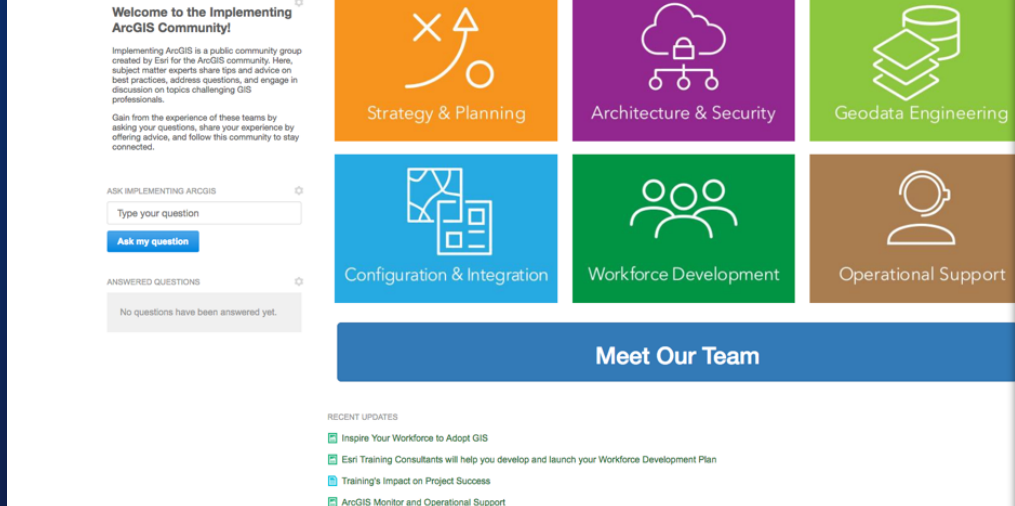 Welcome to the Implementing
ArcGIS Community!
Implementing ArcGIS is a public community group
created by Esri for the ArcGIS community. Here,
subject matter experts share tips and advice on
best practices, address questions, and engage in
discussion on topics challenging GIS
professionals.
Gain from the experience of these teams by
asking your questions, share your experience by
offering advice, and follow this community to stay
connected.
ASK IMPLEMENTING ARCGIS
Type your question
Ask my question
ANSWERED QUESTIONS
No questions have been answered yet.
Strategy & Planning
Architecture & Security
Geodata Engineering
Configuration & Integration
Workforce Development
Operational Support
Meet Our Team
RECENT UPDATES
Inspire Your Workforce to Adopt GIS
Esri Training Consultants will help you develop and launch your Workforce Development Plan
Training's Impact on Project Success
ArcGIS Monitor and Operational Support